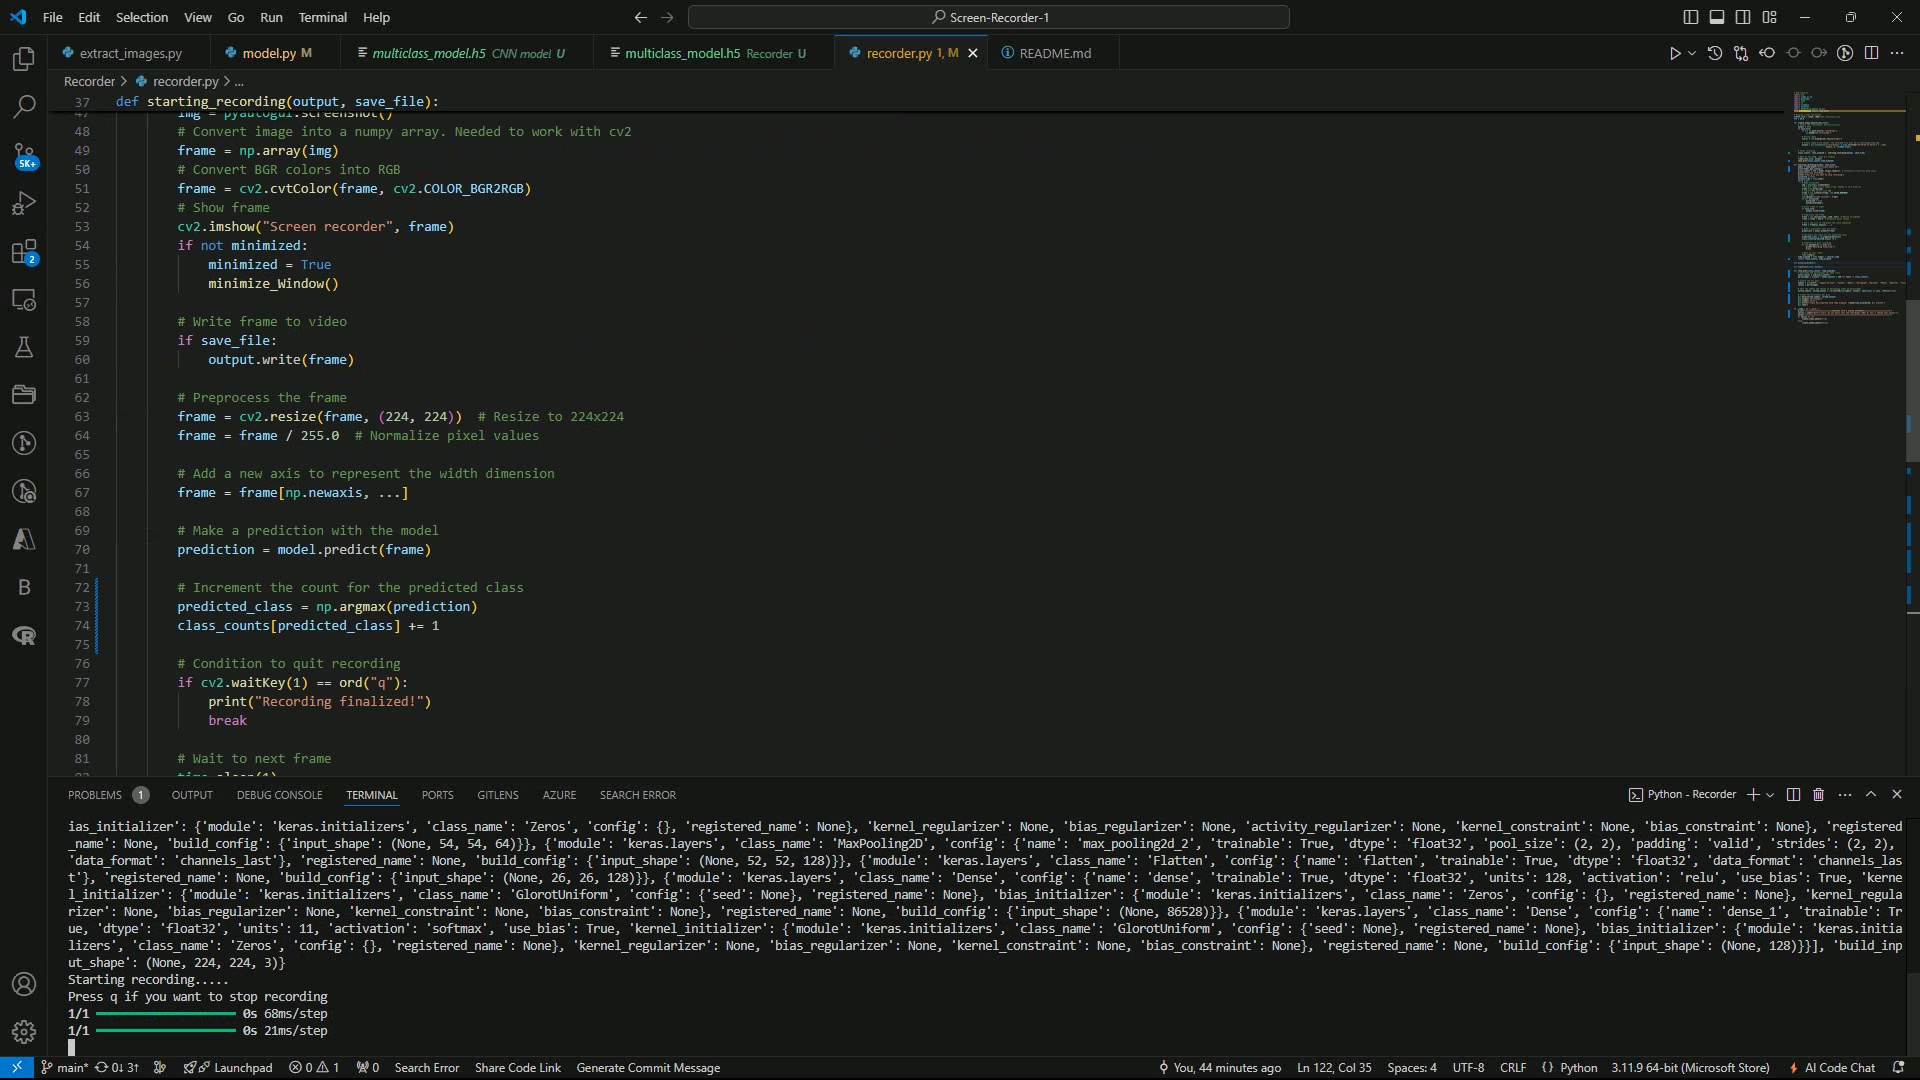 File Edit Selection View Go Run Terminal Help
Screen-Recorder-1
extract_images.py
model.py M
multiclass_model.h5 CNN model U
multiclass_model.h5 Recorder U
recorder.py 1, M
README.md
Recorder > recorder.py > ...
37 def starting_recording(output, save_file):
47 img = pyautogui.screenshot()
48 # Convert image into a numpy array. Needed to work with cv2
49 frame = np.array(img)
50 # Convert BGR colors into RGB
51 frame = cv2.cvtColor(frame, cv2.COLOR_BGR2RGB)
52 # Show frame
53 cv2.imshow("Screen recorder", frame)
54 if not minimized:
55 minimized = True
56 minimize_Window()
57
58 # Write frame to video
59 if save_file:
60 output.write(frame)
61
62 # Preprocess the frame
63 frame = cv2.resize(frame, (224, 224)) # Resize to 224x224
64 frame = frame / 255.0 # Normalize pixel values
65
66 # Add a new axis to represent the width dimension
67 frame = frame[np.newaxis, ...]
68
69 # Make a prediction with the model
70 prediction = model.predict(frame)
71
72 # Increment the count for the predicted class
73 predicted_class = np.argmax(prediction)
74 class_counts[predicted_class] += 1
75
76 # Condition to quit recording
77 if cv2.waitKey(1) == ord("q"):
78 print("Recording finalized!")
79 break
80
81 # Wait to next frame
5K+
2
B
R
PROBLEMS 1 OUTPUT DEBUG CONSOLE TERMINAL PORTS GITLENS AZURE SEARCH ERROR
Python - Recorder
ias_initializer': {'module': 'keras.initializers', 'class_name': 'Zeros', 'config': {}, 'registered_name': None}, 'kernel_regularizer': None, 'bias_regularizer': None, 'activity_regularizer': None, 'kernel_constraint': None, 'bias_constraint': None}, 'registered
_name': None, 'build_config': {'input_shape': (None, 54, 54, 64)}}, {'module': 'keras.layers', 'class_name': 'MaxPooling2D', 'config': {'name': 'max_pooling2d_2', 'trainable': True, 'dtype': 'float32', 'pool_size': (2, 2), 'padding': 'valid', 'strides': (2, 2),
'data_format': 'channels_last'}, 'registered_name': None, 'build_config': {'input_shape': (None, 52, 52, 128)}}, {'module': 'keras.layers', 'class_name': 'Flatten', 'config': {'name': 'flatten', 'trainable': True, 'dtype': 'float32', 'data_format': 'channels_las
t'}, 'registered_name': None, 'build_config': {'input_shape': (None, 26, 26, 128)}}, {'module': 'keras.layers', 'class_name': 'Dense', 'config': {'name': 'dense', 'trainable': True, 'dtype': 'float32', 'units': 128, 'activation': 'relu', 'use_bias': True, 'kerne
l_initializer': {'module': 'keras.initializers', 'class_name': 'GlorotUniform', 'config': {'seed': None}, 'registered_name': None}, 'bias_initializer': {'module': 'keras.initializers', 'class_name': 'Zeros', 'config': {}, 'registered_name': None}, 'kernel_regula
rizer': None, 'bias_regularizer': None, 'kernel_constraint': None, 'bias_constraint': None}, 'registered_name': None, 'build_config': {'input_shape': (None, 86528)}}, {'module': 'keras.layers', 'class_name': 'Dense', 'config': {'name': 'dense_1', 'trainable': Tr
ue, 'dtype': 'float32', 'units': 11, 'activation': 'softmax', 'use_bias': True, 'kernel_initializer': {'module': 'keras.initializers', 'class_name': 'GlorotUniform', 'config': {'seed': None}, 'registered_name': None}, 'bias_initializer': {'module': 'keras.initia
lizers', 'class_name': 'Zeros', 'config': {}, 'registered_name': None}, 'kernel_regularizer': None, 'bias_regularizer': None, 'kernel_constraint': None, 'bias_constraint': None}, 'registered_name': None, 'build_config': {'input_shape': (None, 128)}}], 'build_inp
ut_shape': (None, 224, 224, 3)}
Starting recording.....
Press q if you want to stop recording
1/1 0s 68ms/step
1/1 0s 21ms/step
main* 0↓ 3↑ Launchpad 0 1 0 Search Error Share Code Link Generate Commit Message You, 44 minutes ago Ln 122, Col 35 Spaces: 4 UTF-8 CRLF {} Python 3.11.9 64-bit (Microsoft Store) AI Code Chat